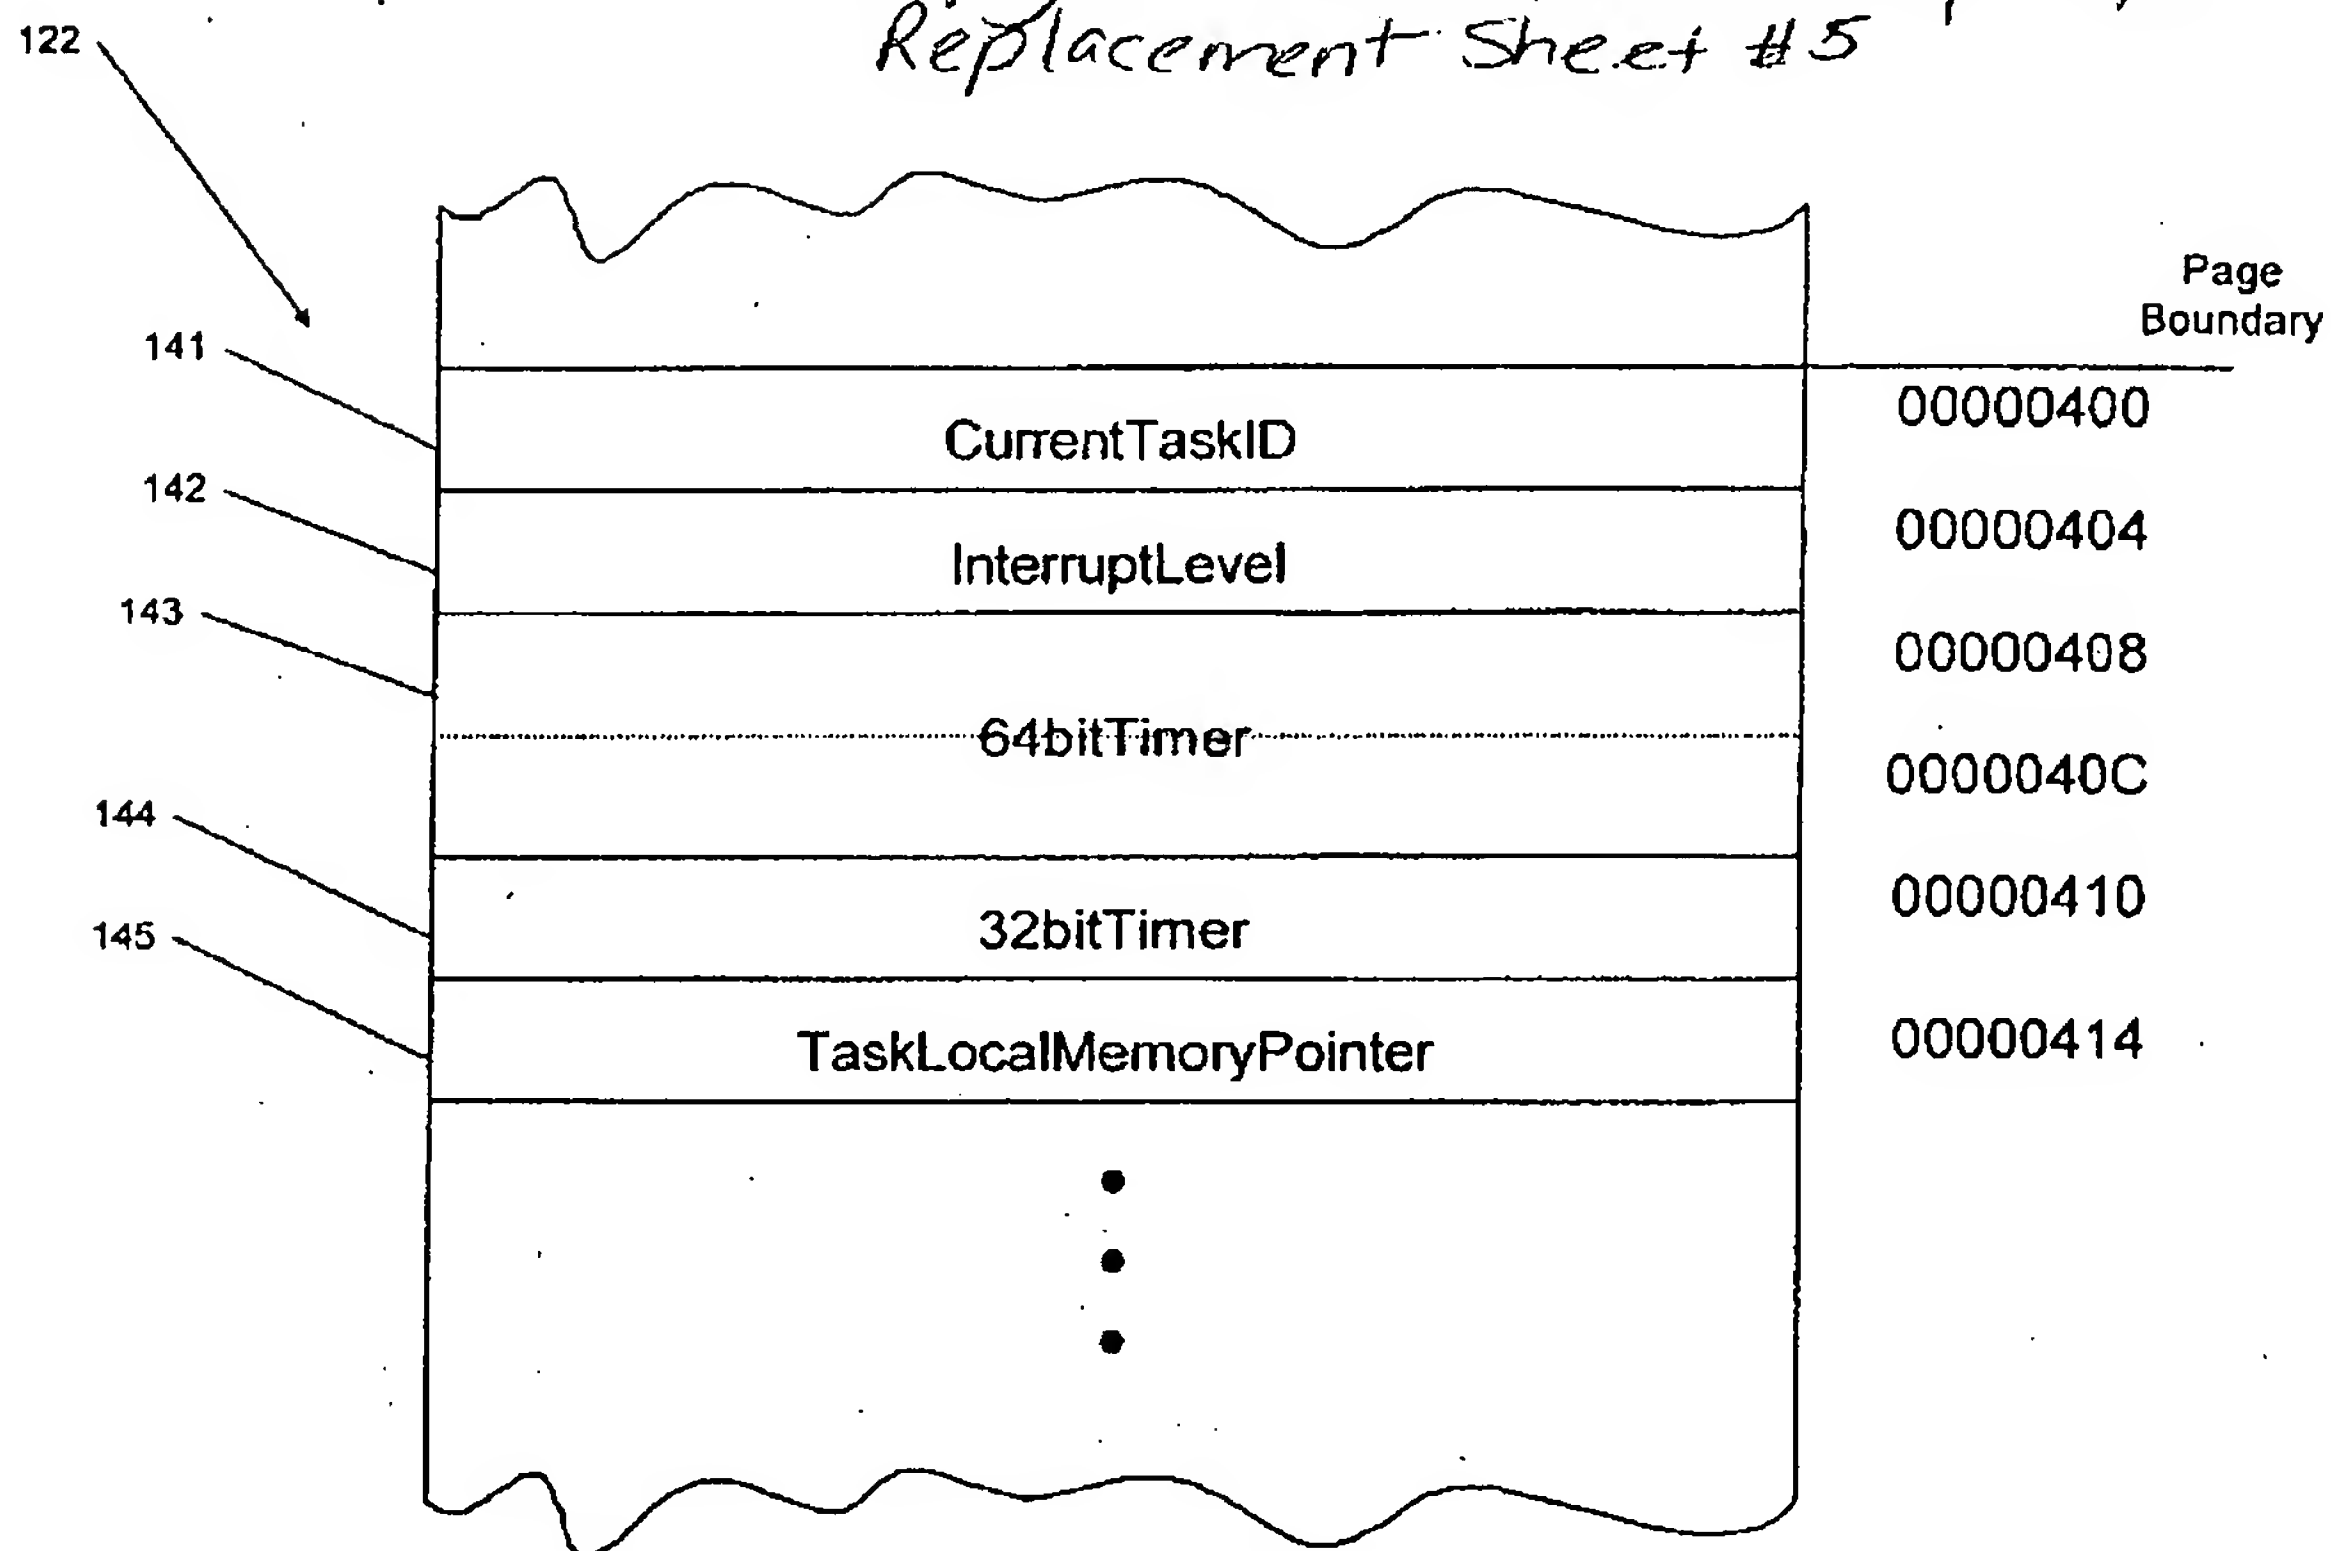 Replacement Sheet #5
122
Page
Boundary
141
00000400
CurrentTaskID
142
00000404
InterruptLevel
143
00000408
64bitTimer
0000040C
144
00000410
32bitTimer
145
00000414
TaskLocalMemoryPointer